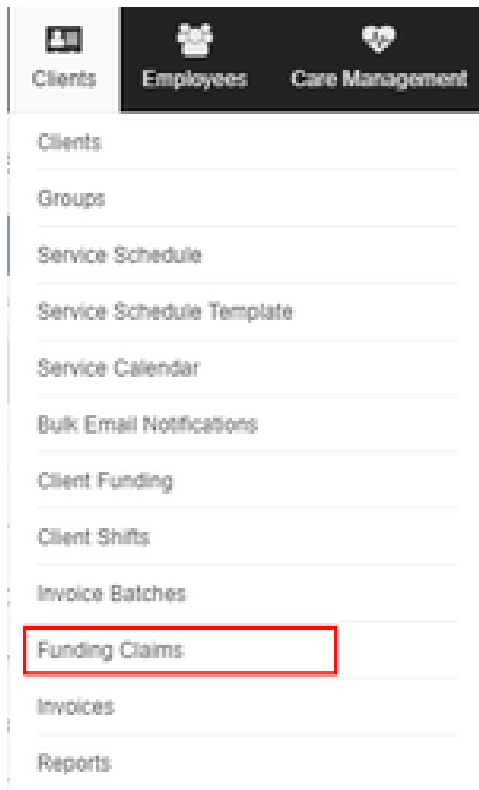 Clients Employees Care Management
Clients
Groups
Service Schedule
Service Schedule Template
Service Calendar
Bulk Email Notifications
Client Funding
Client Shifts
Invoice Batches
Funding Claims
Invoices
Reports